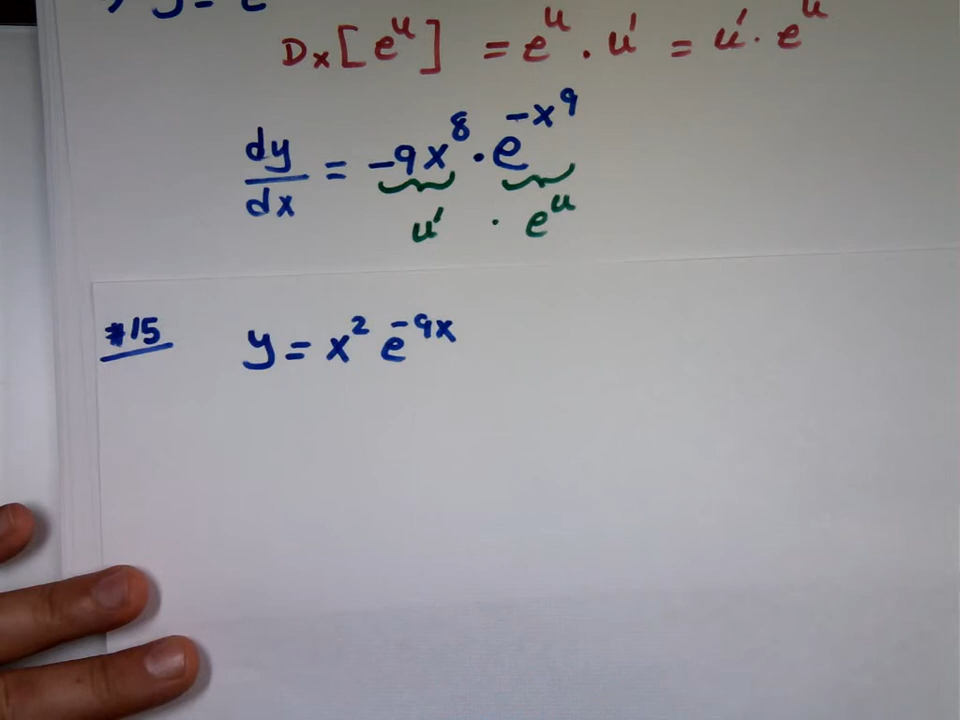 y = e
Dx[e^u] = e^u · u' = u' · e^u
dy/dx = -9x^8 · e^-x^9
u' · e^u
#15 y = x^2 e^-9x